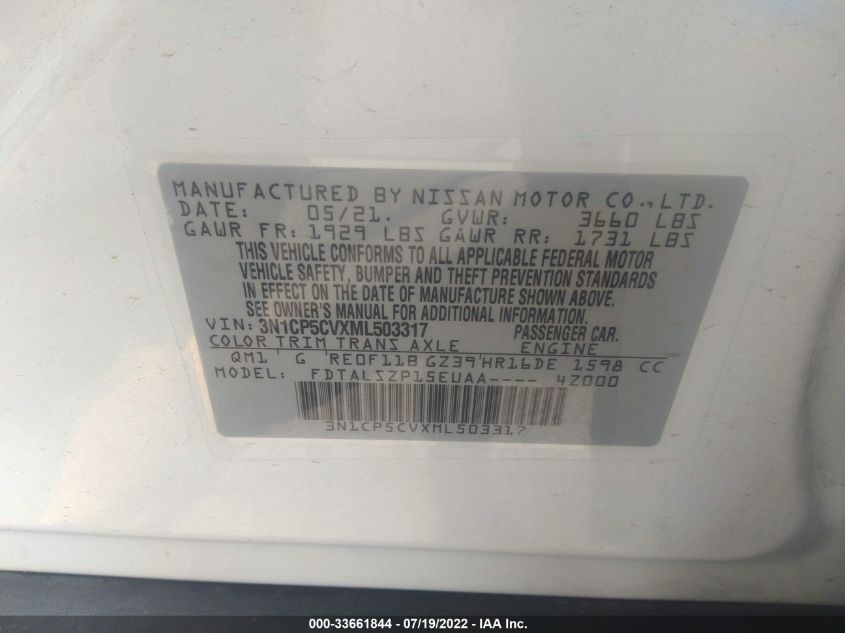 MANUFACTURED BY NISSAN MOTOR CO., LTD.
DATE: 05/21. GVWR: 3660 LBS
GAWR FR: 1929 LBS GAWR RR: 1731 LBS
THIS VEHICLE CONFORMS TO ALL APPLICABLE FEDERAL MOTOR
VEHICLE SAFETY, BUMPER AND THEFT PREVENTION STANDARDS
IN EFFECT ON THE DATE OF MANUFACTURE SHOWN ABOVE.
SEE OWNER'S MANUAL FOR ADDITIONAL INFORMATION.
VIN: 3N1CP5CVXML503317 PASSENGER CAR.
COLOR TRIM TRANS AXLE ENGINE
QM1 ' G 'RE0F11B GZ39'HR16DE 1598 CC
MODEL: FDTALSZP15EUAA---- 4Z000
3N1CP5CVXML503317
000-33661844 | 07/19/2022 - IAA Inc.